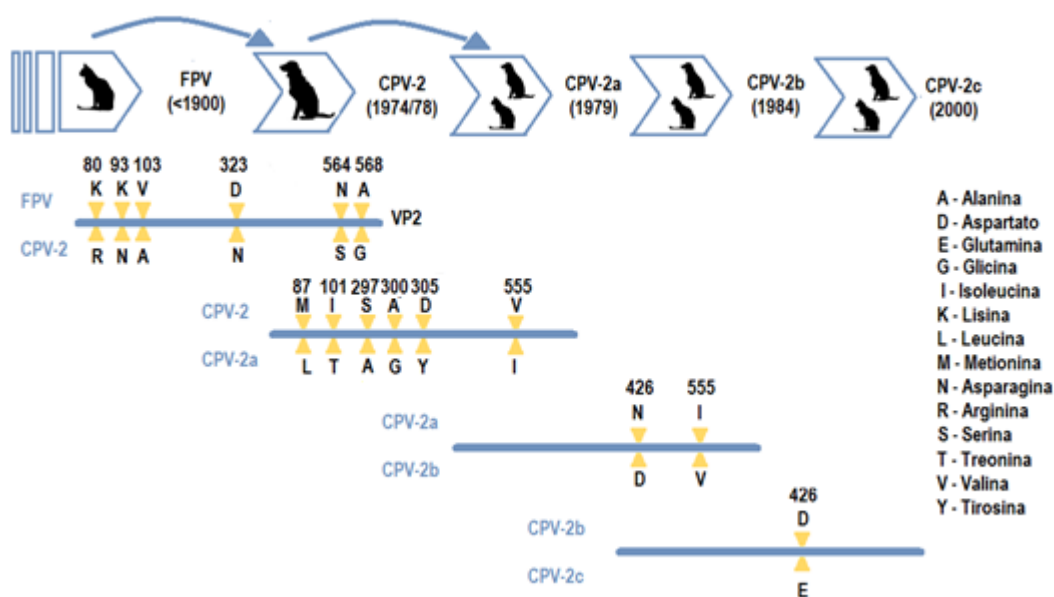 FPV
(<1900)
CPV-2
(1974/78)
CPV-2a
(1979)
CPV-2b
(1984)
CPV-2c
(2000)
80 93 103 323 564 568
K K V D N A
FPV
VP2
CPV-2
R N A N S G
87 101 297 300 305 555
M I S A D V
CPV-2
CPV-2a
L T A G Y I
426 555
N I
CPV-2a
CPV-2b
D V
426
D
CPV-2b
CPV-2c
E
A - Alanina
D - Aspartato
E - Glutamina
G - Glicina
I - Isoleucina
K - Lisina
L - Leucina
M - Metionina
N - Asparagina
R - Arginina
S - Serina
T - Treonina
V - Valina
Y - Tirosina